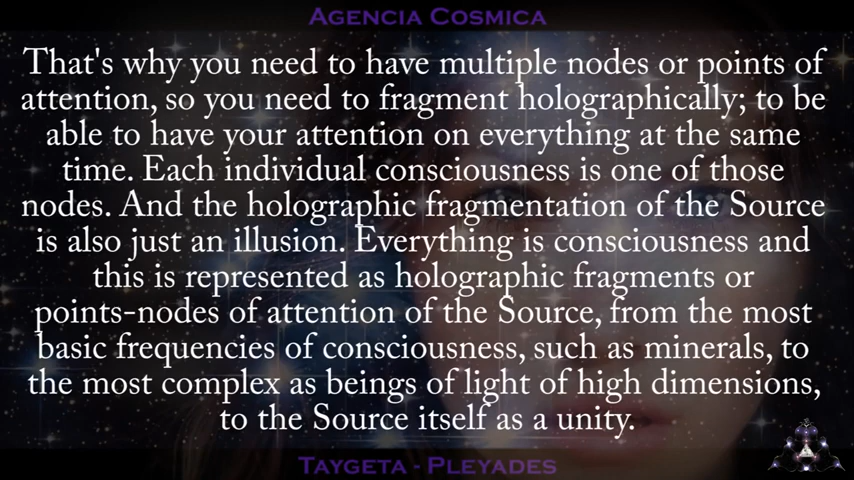 AGENCIA COSMICA
That's why you need to have multiple nodes or points of
attention, so you need to fragment holographically; to be
able to have your attention on everything at the same
time. Each individual consciousness is one of those
nodes. And the holographic fragmentation of the Source
is also just an illusion. Everything is consciousness and
this is represented as holographic fragments or
points-nodes of attention of the Source, from the most
basic frequencies of consciousness, such as minerals, to
the most complex as beings of light of high dimensions,
to the Source itself as a unity.
TAYGETA - PLEYADES